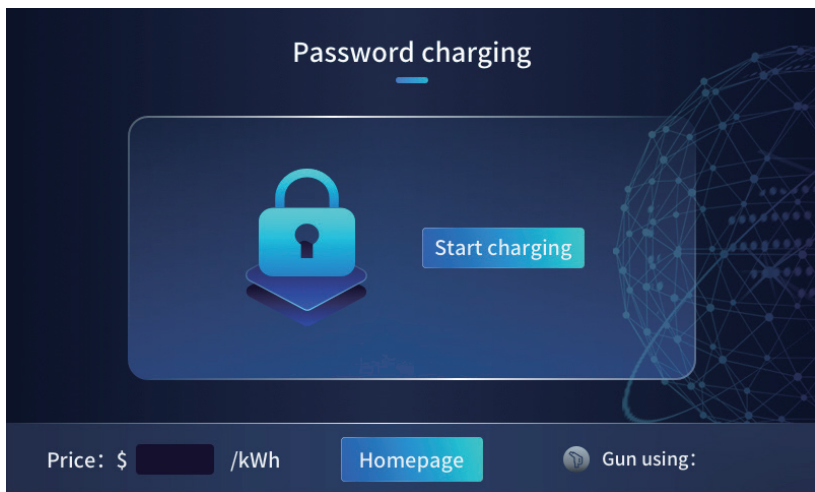 Password charging
Start charging
Price: $ /kWh
Homepage
Gun using: